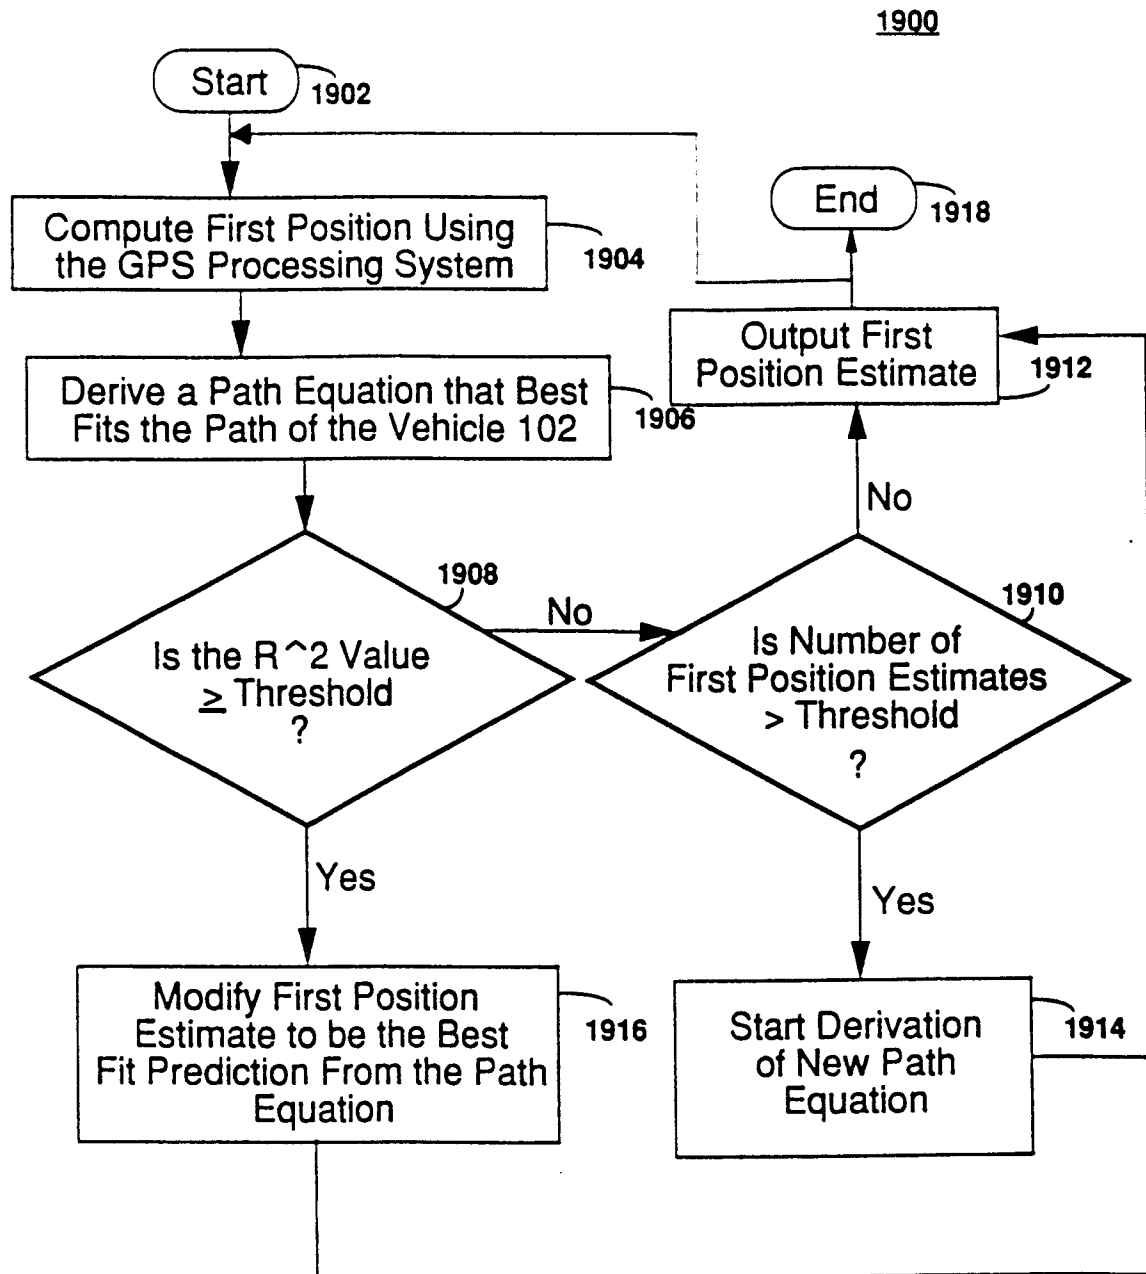 1900
Start
1902
End
1918
Compute First Position Using
the GPS Processing System
1904
Output First
Position Estimate
1912
Derive a Path Equation that Best
Fits the Path of the Vehicle 102
1906
No
1908
Is the R^2 Value
≥ Threshold
?
No
1910
Is Number of
First Position Estimates
> Threshold
?
Yes
Yes
Modify First Position
Estimate to be the Best
Fit Prediction From the Path
Equation
1916
Start Derivation
of New Path
Equation
1914